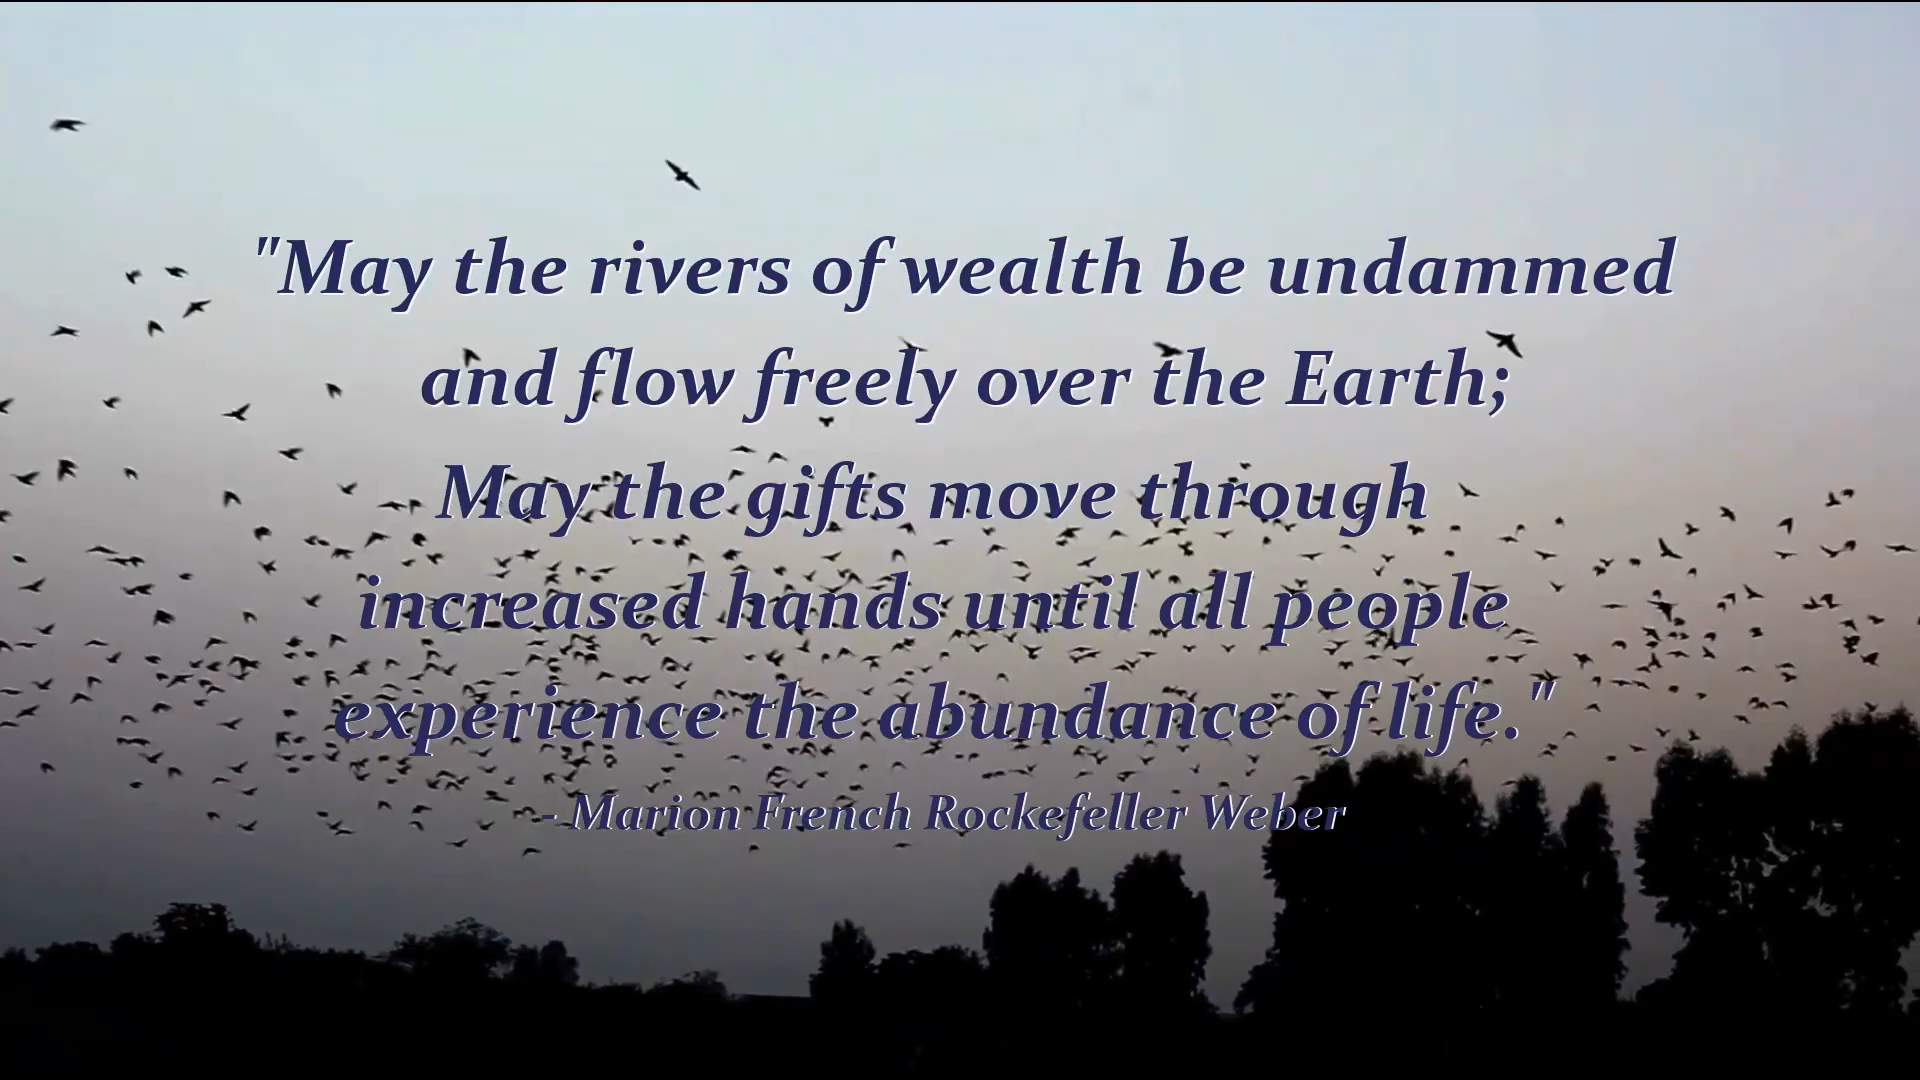 "May the rivers of wealth be undammed
and flow freely over the Earth;
May the gifts move through
increased hands until all people
experience the abundance of life."
- Marion French Rockefeller Weber